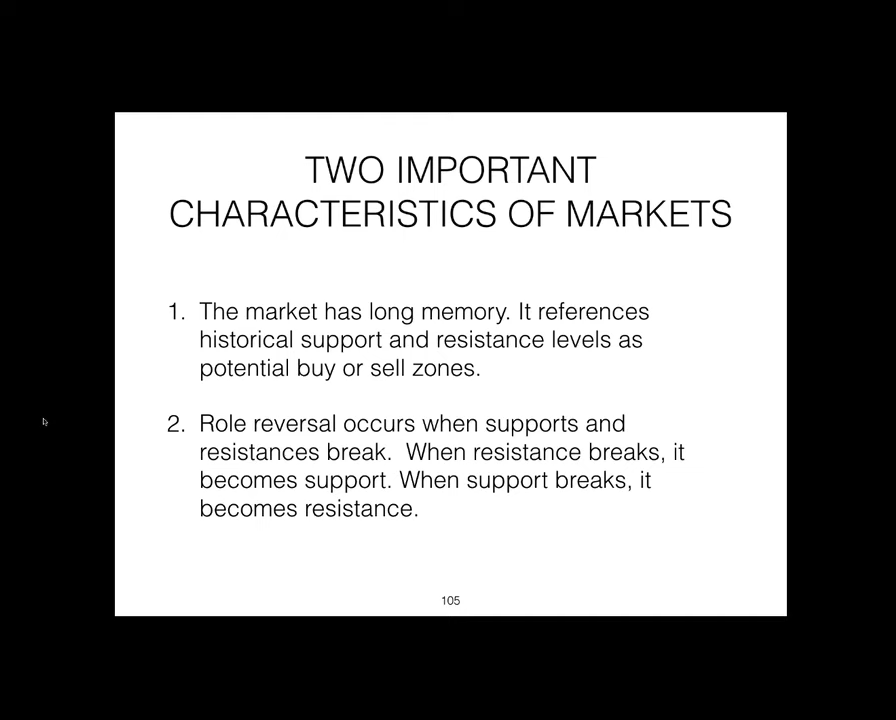 TWO IMPORTANT
CHARACTERISTICS OF MARKETS
1. The market has long memory. It references
historical support and resistance levels as
potential buy or sell zones.
2. Role reversal occurs when supports and
resistances break.  When resistance breaks, it
becomes support. When support breaks, it
becomes resistance.
105